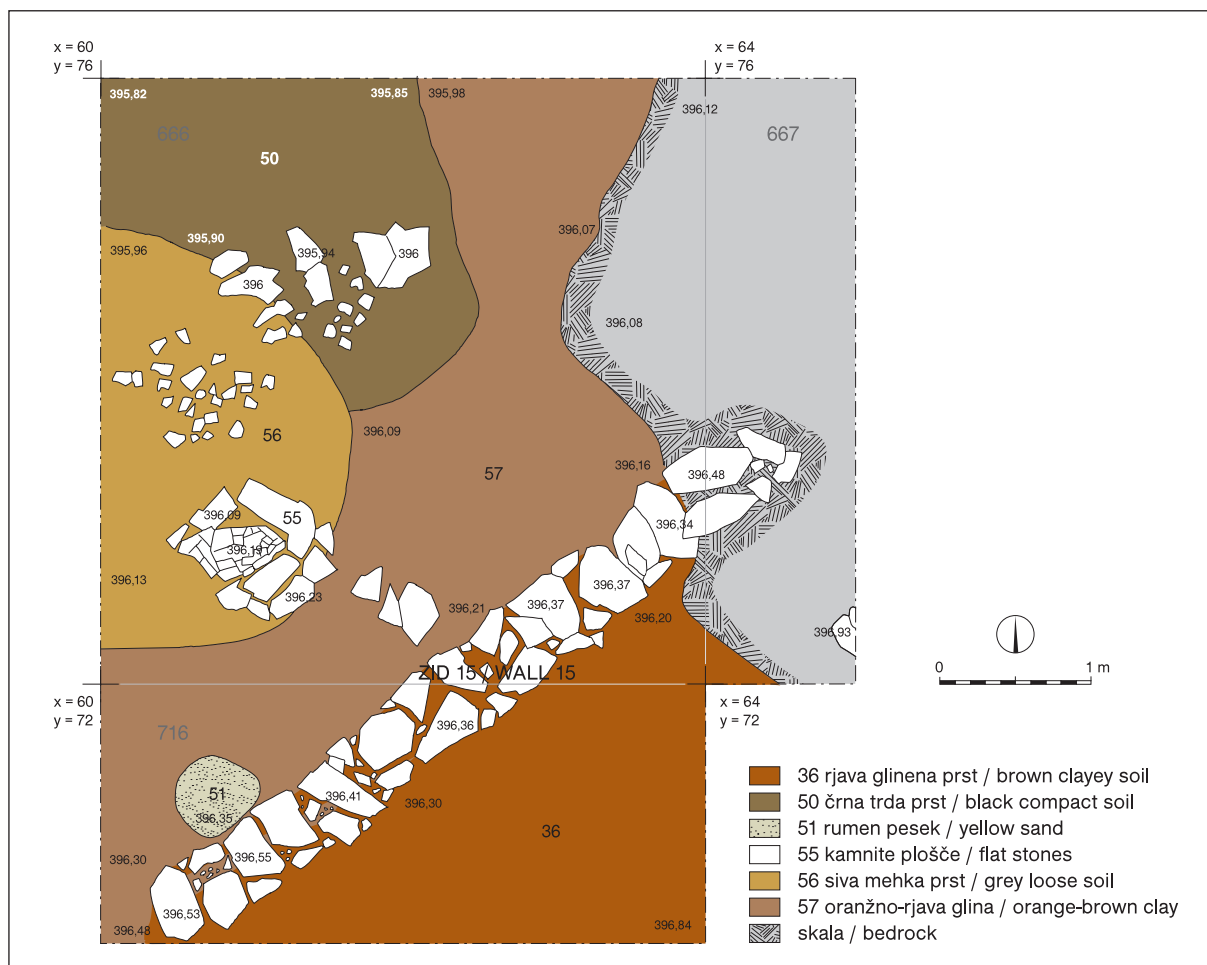 x = 60
y = 76
x = 64
y = 76
395,82
395,85
395,98
396,12
666
667
50
395,90
395,94
396
396,07
395,96
396
396,08
56
396,09
57
396,16
396,48
396,09
55
396,34
396,19
396,13
396,23
396,21
396,37
396,37
396,20
396,93
0
1 m
ZID 15 / WALL 15
x = 60
y = 72
x = 64
y = 72
716
396,36
51
396,35
396,41
396,30
36
396,30
396,55
396,53
396,48
396,84
36 rjava glinena prst / brown clayey soil
50 črna trda prst / black compact soil
51 rumen pesek / yellow sand
55 kamnite plošče / flat stones
56 siva mehka prst / grey loose soil
57 oranžno-rjava glina / orange-brown clay
skala / bedrock